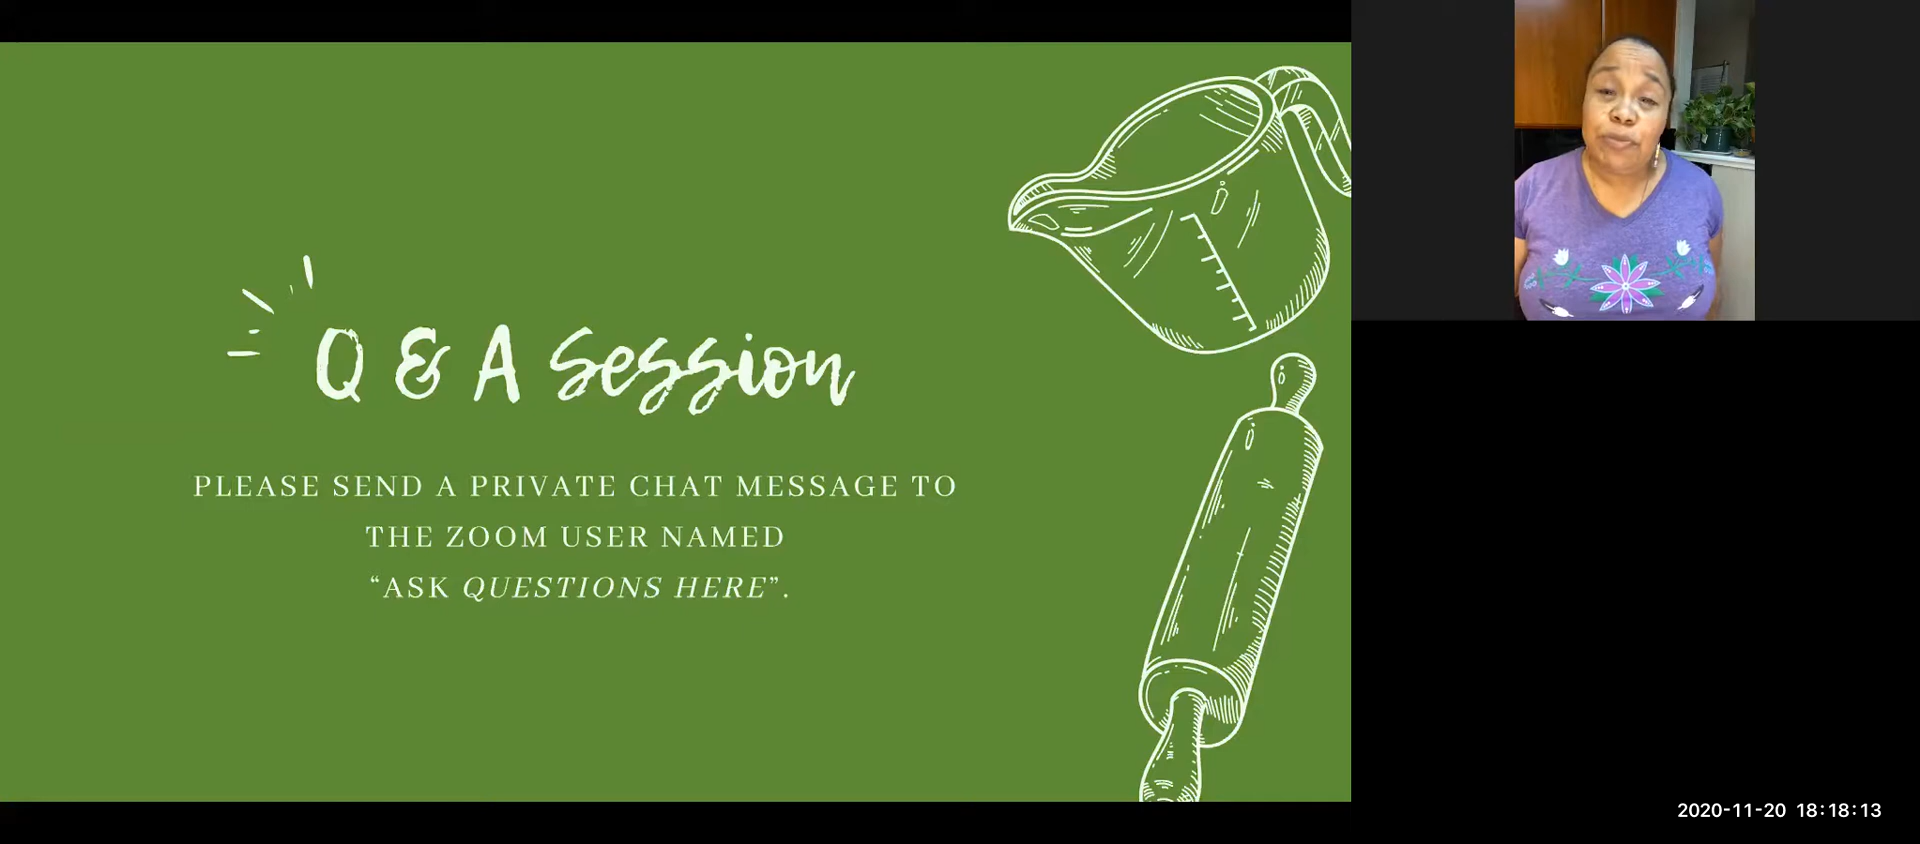 Q & A session
PLEASE SEND A PRIVATE CHAT MESSAGE TO
THE ZOOM USER NAMED
“ASK QUESTIONS HERE”.
2020-11-20 18:18:13